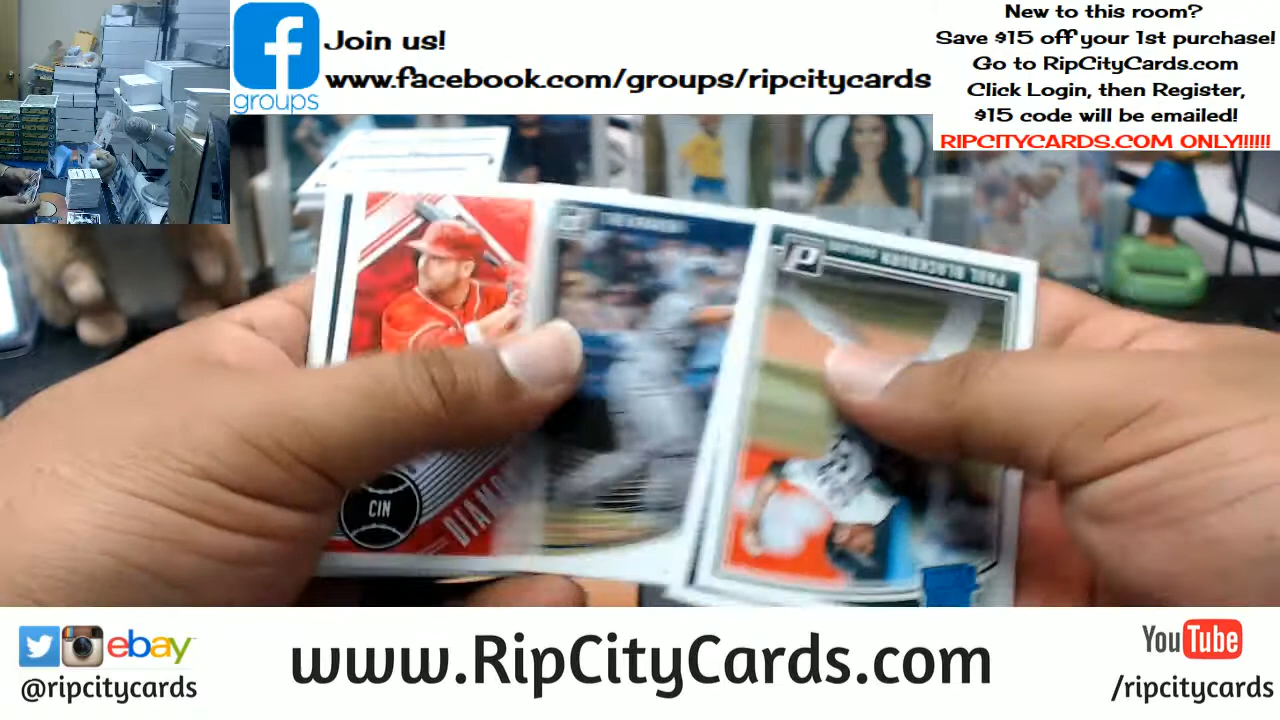 Join us!
www.facebook.com/groups/ripcitycards
groups
New to this room?
Save $15 off your 1st purchase!
Go to RipCityCards.com
Click Login, then Register,
$15 code will be emailed!
RIPCITYCARDS.COM ONLY!!!!!!
PAUL BLACKBURN
CIN
ebay
@ripcitycards
www.RipCityCards.com
YouTube
/ripcitycards